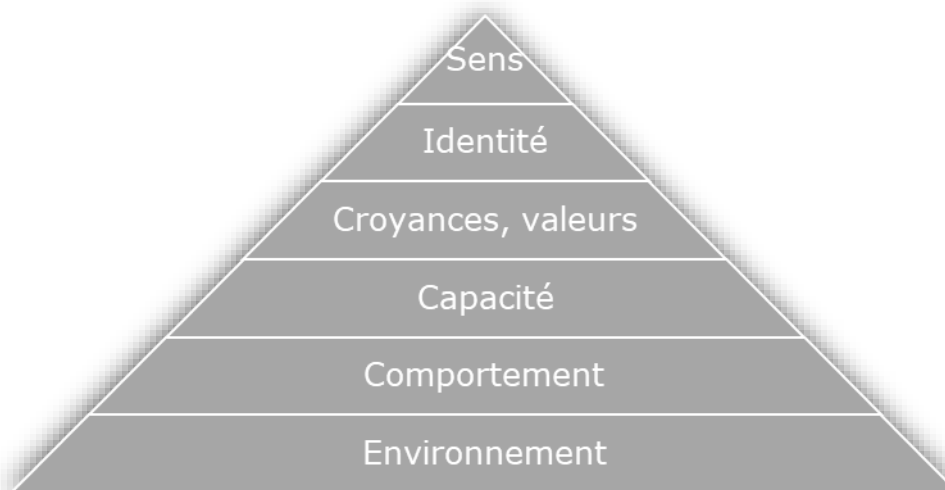 Sens
Identité
Croyances, valeurs
Capacité
Comportement
Environnement